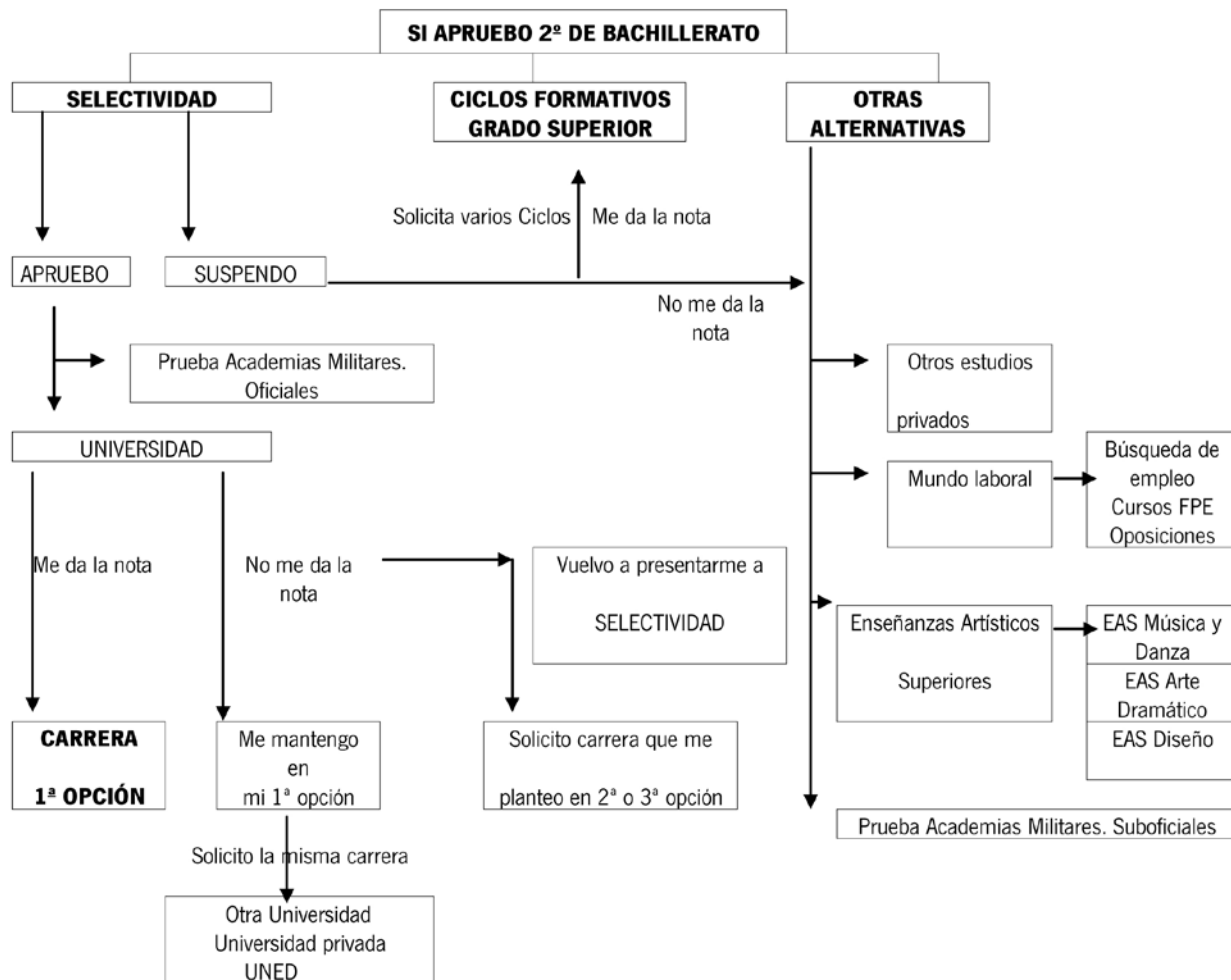 SI APRUEBO 2º DE BACHILLERATO
SELECTIVIDAD
CICLOS FORMATIVOS
GRADO SUPERIOR
OTRAS
ALTERNATIVAS
Solicita varios Ciclos
Me da la nota
APRUEBO
SUSPENDO
No me da la
nota
Prueba Academias Militares.
Oficiales
Otros estudios
privados
UNIVERSIDAD
Mundo laboral
Búsqueda de
empleo
Cursos FPE
Oposiciones
Me da la nota
No me da la
nota
Vuelvo a presentarme a
SELECTIVIDAD
Enseñanzas Artísticos
Superiores
EAS Música y
Danza
EAS Arte
Dramático
EAS Diseño
CARRERA
1ª OPCIÓN
Me mantengo
en
mi 1ª opción
Solicito carrera que me
planteo en 2ª o 3ª opción
Prueba Academias Militares. Suboficiales
Solicito la misma carrera
Otra Universidad
Universidad privada
UNED